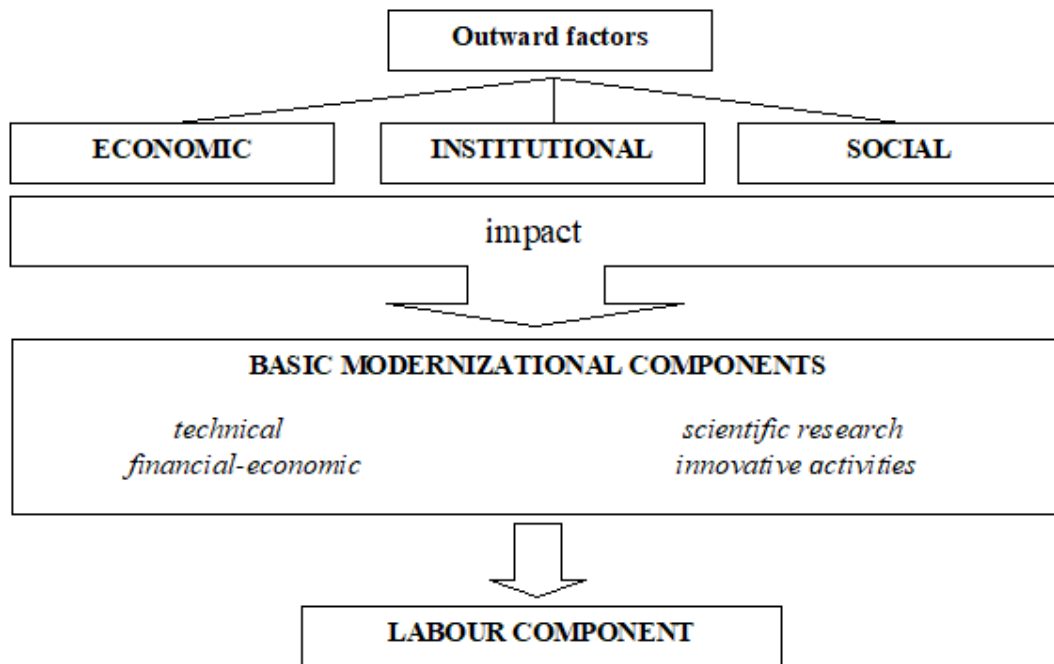 Outward factors
ECONOMIC INSTITUTIONAL SOCIAL
impact
BASIC MODERNIZATIONAL COMPONENTS
technical scientific research
financial-economic innovative activities
LABOUR COMPONENT